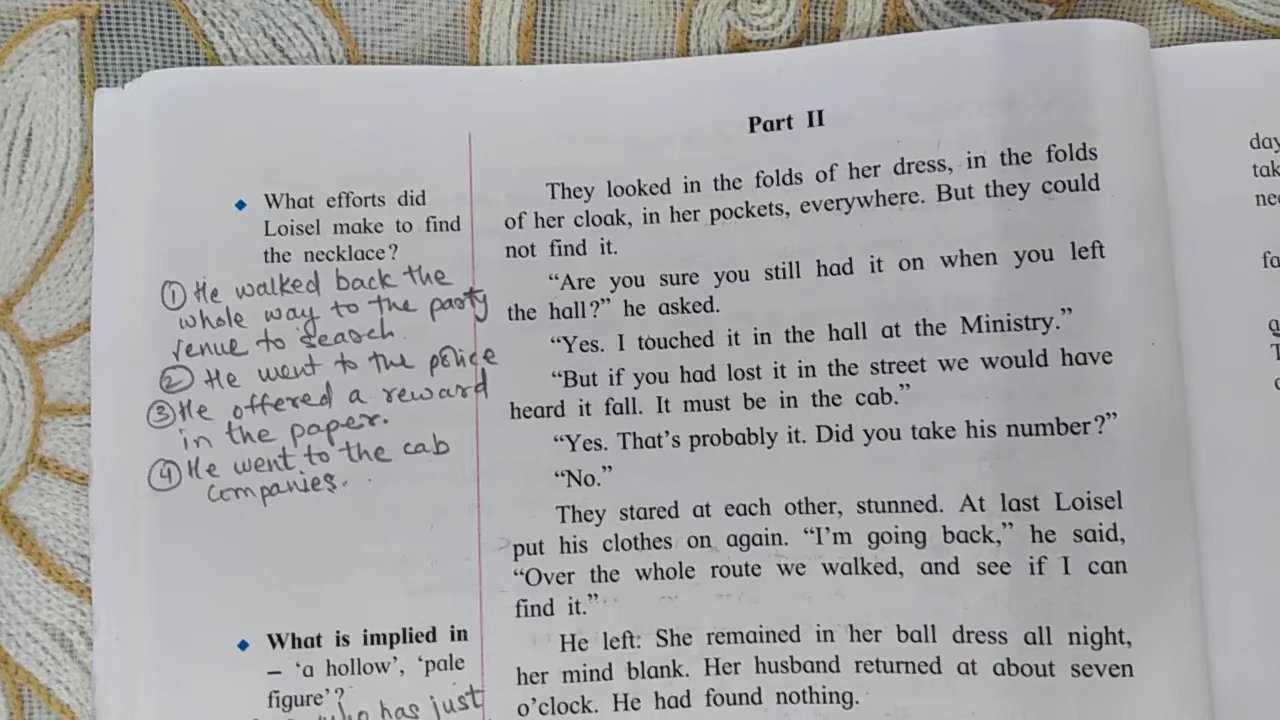 Part II
◆ What efforts did
Loisel make to find
the necklace?
① He walked back the
whole way to the party
venue to search.
② He went to the police
③ He offered a reward
in the paper.
④ He went to the cab
companies.
◆ What is implied in
– ‘a hollow’, ‘pale
figure’?
who has just
They looked in the folds of her dress, in the folds
of her cloak, in her pockets, everywhere. But they could
not find it.
“Are you sure you still had it on when you left
the hall?” he asked.
“Yes. I touched it in the hall at the Ministry.”
“But if you had lost it in the street we would have
heard it fall. It must be in the cab.”
“Yes. That’s probably it. Did you take his number?”
“No.”
They stared at each other, stunned. At last Loisel
put his clothes on again. “I’m going back,” he said,
“Over the whole route we walked, and see if I can
find it.”
He left: She remained in her ball dress all night,
her mind blank. Her husband returned at about seven
o’clock. He had found nothing.
day
tak
fa